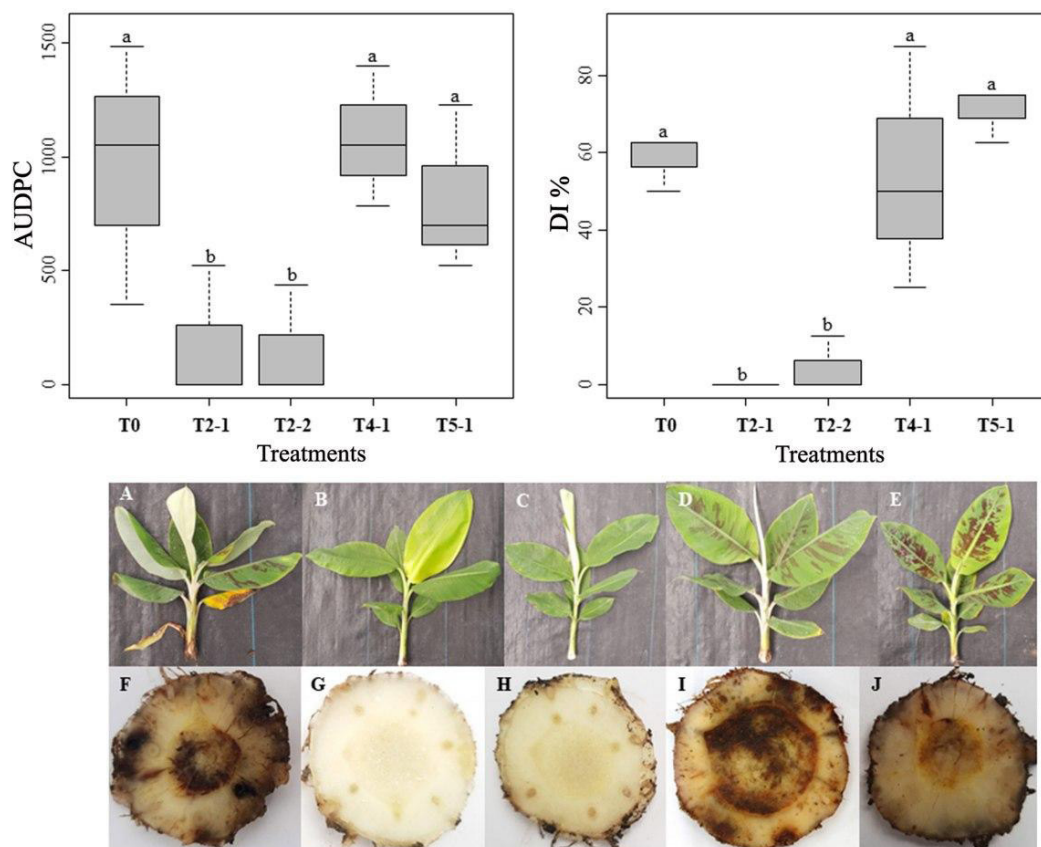 AUDPC
1500
1000
500
0
a
b
b
a
a
T0 T2-1 T2-2 T4-1 T5-1
Treatments
DI %
80
60
40
20
0
a
b
b
a
a
T0 T2-1 T2-2 T4-1 T5-1
Treatments
A B C D E
F G H I J